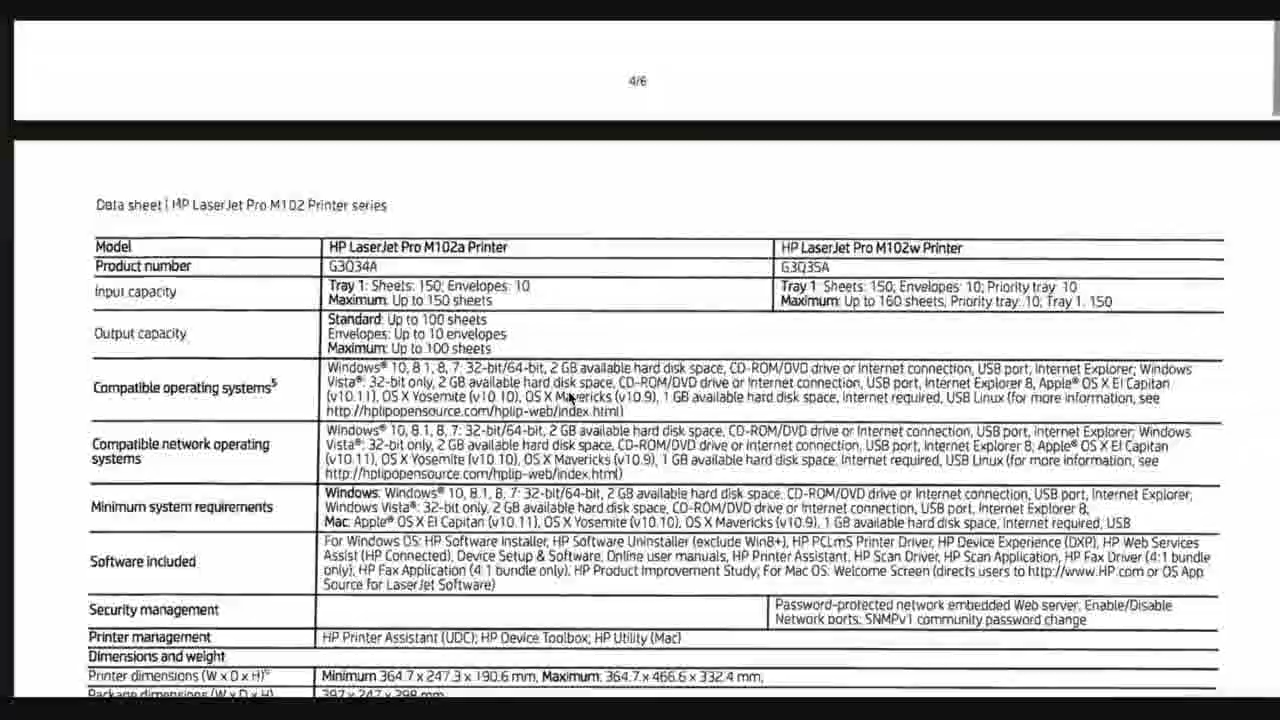 4/6
Data sheet | HP LaserJet Pro M102 Printer series
Model HP LaserJet Pro M102a Printer HP LaserJet Pro M102w Printer
Product number G3Q34A G3Q35A
Input capacity Tray 1: Sheets: 150; Envelopes: 10 Tray 1: Sheets: 150; Envelopes: 10; Priority tray: 10
Maximum: Up to 150 sheets Maximum: Up to 160 sheets; Priority tray: 10; Tray 1: 150
Output capacity Standard: Up to 100 sheets
Envelopes: Up to 10 envelopes
Maximum: Up to 100 sheets
Compatible operating systems⁵ Windows® 10, 8.1, 8, 7: 32-bit/64-bit, 2 GB available hard disk space, CD-ROM/DVD drive or Internet connection, USB port, Internet Explorer; Windows
Vista®: 32-bit only, 2 GB available hard disk space, CD-ROM/DVD drive or Internet connection, USB port, Internet Explorer 8; Apple® OS X El Capitan
(v10.11), OS X Yosemite (v10.10), OS X Mavericks (v10.9), 1 GB available hard disk space, Internet required, USB Linux (for more information, see
http://hplipopensource.com/hplip-web/index.html)
Compatible network operating systems Windows® 10, 8.1, 8, 7: 32-bit/64-bit, 2 GB available hard disk space, CD-ROM/DVD drive or Internet connection, USB port, Internet Explorer; Windows
Vista®: 32-bit only, 2 GB available hard disk space, CD-ROM/DVD drive or Internet connection, USB port, Internet Explorer 8; Apple® OS X El Capitan
(v10.11), OS X Yosemite (v10.10), OS X Mavericks (v10.9), 1 GB available hard disk space, Internet required, USB Linux (for more information, see
http://hplipopensource.com/hplip-web/index.html)
Minimum system requirements Windows: Windows® 10, 8.1, 8, 7: 32-bit/64-bit, 2 GB available hard disk space, CD-ROM/DVD drive or Internet connection, USB port, Internet Explorer;
Windows Vista®: 32-bit only, 2 GB available hard disk space, CD-ROM/DVD drive or Internet connection, USB port, Internet Explorer 8;
Mac: Apple® OS X El Capitan (v10.11), OS X Yosemite (v10.10), OS X Mavericks (v10.9), 1 GB available hard disk space, Internet required, USB
Software included For Windows OS: HP Software Installer, HP Software Uninstaller (exclude Win8+), HP PCLmS Printer Driver, HP Device Experience (DXP), HP Web Services
Assist (HP Connected), Device Setup & Software, Online user manuals, HP Printer Assistant, HP Scan Driver, HP Scan Application, HP Fax Driver (4:1 bundle
only), HP Fax Application (4:1 bundle only), HP Product Improvement Study; For Mac OS: Welcome Screen (directs users to http://www.HP.com or OS App
Source for LaserJet Software)
Security management Password-protected network embedded Web server; Enable/Disable
Network ports; SNMPv1 community password change
Printer management HP Printer Assistant (UDC); HP Device Toolbox; HP Utility (Mac)
Dimensions and weight
Printer dimensions (W x D x H)⁶ Minimum 364.7 x 247.3 x 190.6 mm, Maximum: 364.7 x 466.6 x 332.4 mm,
Package dimensions (W x D x H) 397 x 247 x 298 mm